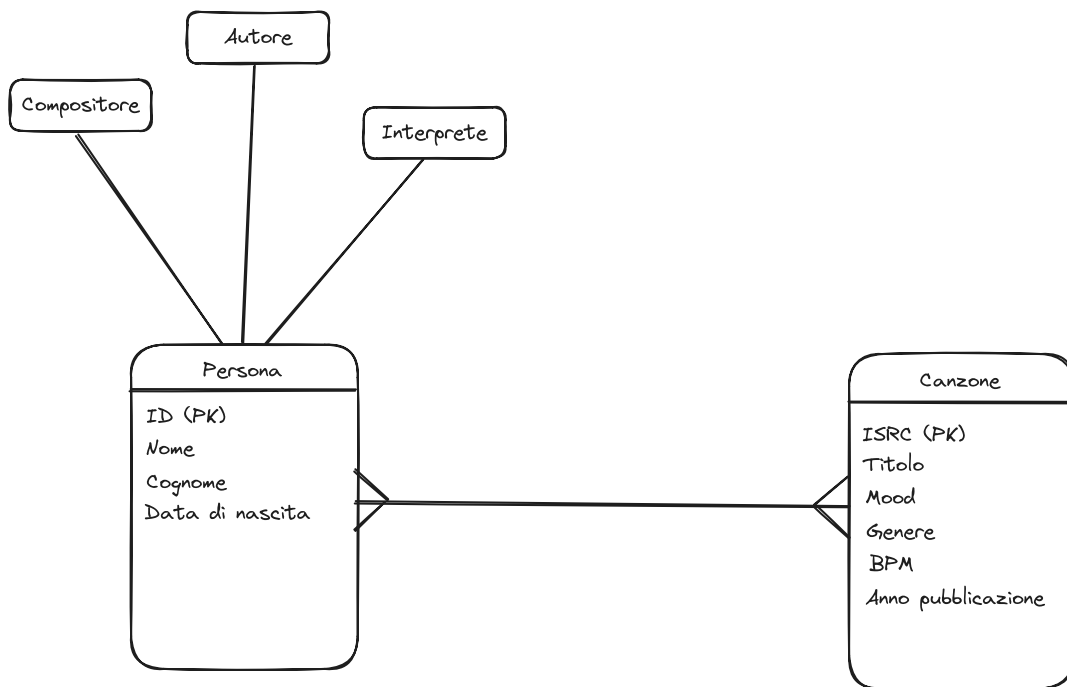 Autore
Compositore
Interprete
Persona
ID (PK)
Nome
Cognome
Data di nascita
Canzone
ISRC (PK)
Titolo
Mood
Genere
BPM
Anno pubblicazione